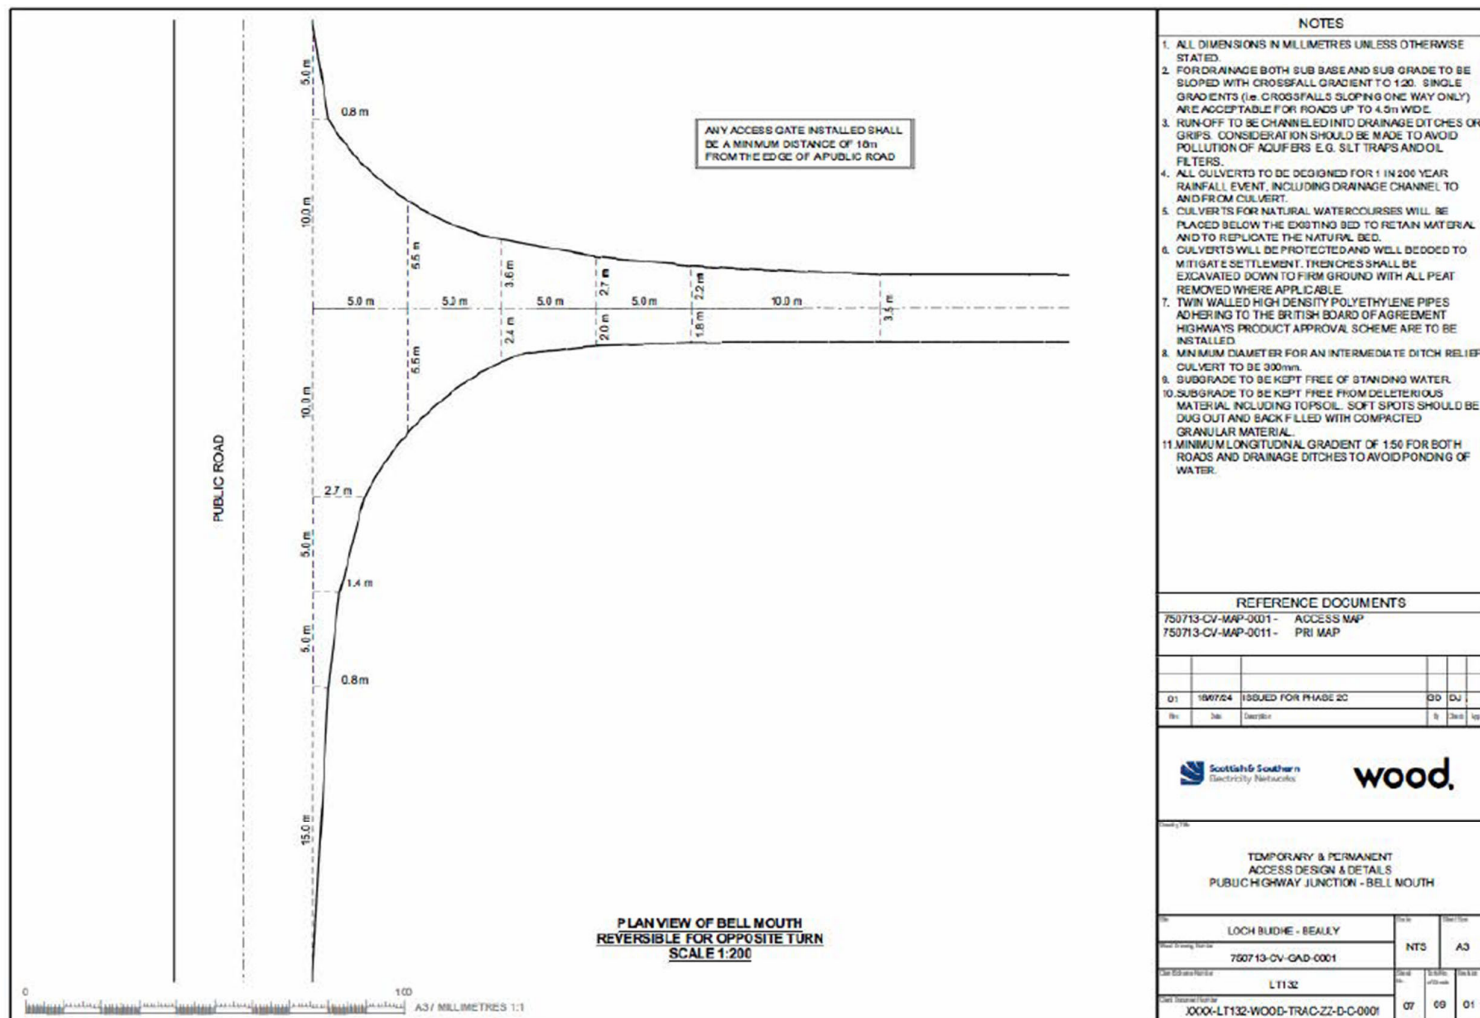 5.0 m
0.8 m
10.0 m
5.5 m
3.6 m
2.7 m
2.2 m
5.0 m
5.0 m
5.0 m
5.0 m
10.0 m
3.5 m
5.5 m
2.4 m
2.0 m
1.8 m
10.0 m
2.7 m
5.0 m
1.4 m
5.0 m
0.8 m
15.0 m
PUBLIC ROAD
ANY ACCESS GATE INSTALLED SHALL
BE A MINIMUM DISTANCE OF 18m
FROM THE EDGE OF A PUBLIC ROAD
PLAN VIEW OF BELL MOUTH
REVERSIBLE FOR OPPOSITE TURN
SCALE 1:200
0
100
A3 / MILLIMETRES 1:1
NOTES
1. ALL DIMENSIONS IN MILLIMETRES UNLESS OTHERWISE
STATED.
2. FOR DRAINAGE BOTH SUB BASE AND SUB GRADE TO BE
SLOPED WITH CROSSFALL GRADIENT TO 1:20. SINGLE
GRADIENTS (i.e. CROSSFALLS SLOPING ONE WAY ONLY)
ARE ACCEPTABLE FOR ROADS UP TO 4.5m WIDE.
3. RUN-OFF TO BE CHANNELED INTO DRAINAGE DITCHES OR
GRIPS. CONSIDERATION SHOULD BE MADE TO AVOID
POLLUTION OF AQUIFERS E.G. SILT TRAPS AND OIL
FILTERS.
4. ALL CULVERTS TO BE DESIGNED FOR 1 IN 200 YEAR
RAINFALL EVENT, INCLUDING DRAINAGE CHANNEL TO
AND FROM CULVERT.
5. CULVERTS FOR NATURAL WATERCOURSES WILL BE
PLACED BELOW THE EXISTING BED TO RETAIN MATERIAL
AND TO REPLICATE THE NATURAL BED.
6. CULVERTS WILL BE PROTECTED AND WELL BEDDED TO
MITIGATE SETTLEMENT. TRENCHES SHALL BE
EXCAVATED DOWN TO FIRM GROUND WITH ALL PEAT
REMOVED WHERE APPLICABLE.
7. TWIN WALLED HIGH DENSITY POLYETHYLENE PIPES
ADHERING TO THE BRITISH BOARD OF AGREEMENT
HIGHWAYS PRODUCT APPROVAL SCHEME ARE TO BE
INSTALLED.
8. MINIMUM DIAMETER FOR AN INTERMEDIATE DITCH RELIEF
CULVERT TO BE 300mm.
9. SUBGRADE TO BE KEPT FREE OF STANDING WATER.
10. SUBGRADE TO BE KEPT FREE FROM DELETERIOUS
MATERIAL INCLUDING TOPSOIL. SOFT SPOTS SHOULD BE
DUG OUT AND BACK FILLED WITH COMPACTED
GRANULAR MATERIAL.
11. MINIMUM LONGITUDINAL GRADIENT OF 1:50 FOR BOTH
ROADS AND DRAINAGE DITCHES TO AVOID PONDING OF
WATER.
REFERENCE DOCUMENTS
750713-CV-MAP-0001 - ACCESS MAP
750713-CV-MAP-0011 - PRI MAP
01 18/07/24 ISSUED FOR PHASE 2C GD DJ
Rev Date Description By Check App
Scottish & Southern
Electricity Networks
wood.
Drawing Title
TEMPORARY & PERMANENT
ACCESS DESIGN & DETAILS
PUBLIC HIGHWAY JUNCTION - BELL MOUTH
LOCH BUIDHE - BEAULY
NTS
A3
750713-CV-GAD-0001
LT132
XXXX-LT132-WOOD-TRAC-ZZ-D-C-0001
07
09
01